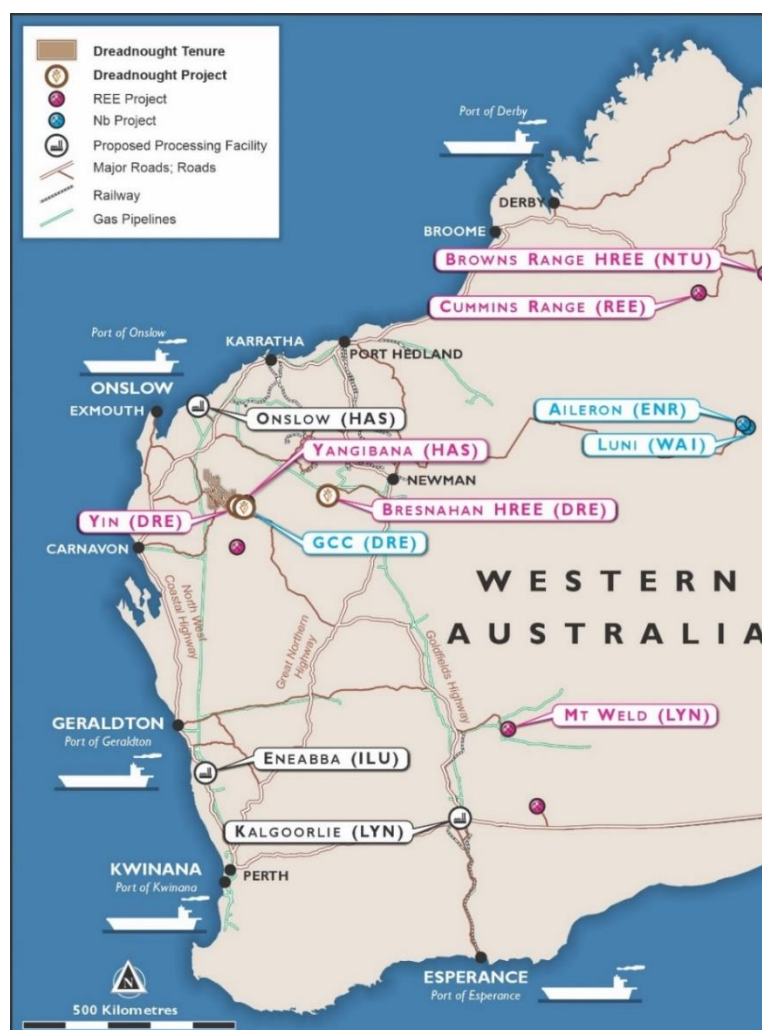 Dreadnought Tenure
Dreadnought Project
REE Project
Nb Project
Proposed Processing Facility
Major Roads; Roads
Railway
Gas Pipelines
Port of Derby
DERBY
BROOME
BROWNS RANGE HREE (NTU)
CUMMINS RANGE (REE)
Port of Onslow
KARRATHA
PORT HEDLAND
ONSLOW
EXMOUTH
ONSLOW (HAS)
AILERON (ENR)
LUNI (WAI)
YANGIBANA (HAS)
NEWMAN
YIN (DRE)
BRESNAHAN HREE (DRE)
GCC (DRE)
CARNAVON
WESTERN
AUSTRALIA
North West
Coastal Highway
Great Northern
Highway
Goldfields Highway
GERALDTON
Port of Geraldton
MT WELD (LYN)
ENEABBA (ILU)
KALGOORLIE (LYN)
KWINANA
Port of Kwinana
PERTH
ESPERANCE
Port of Esperance
N
500 Kilometres